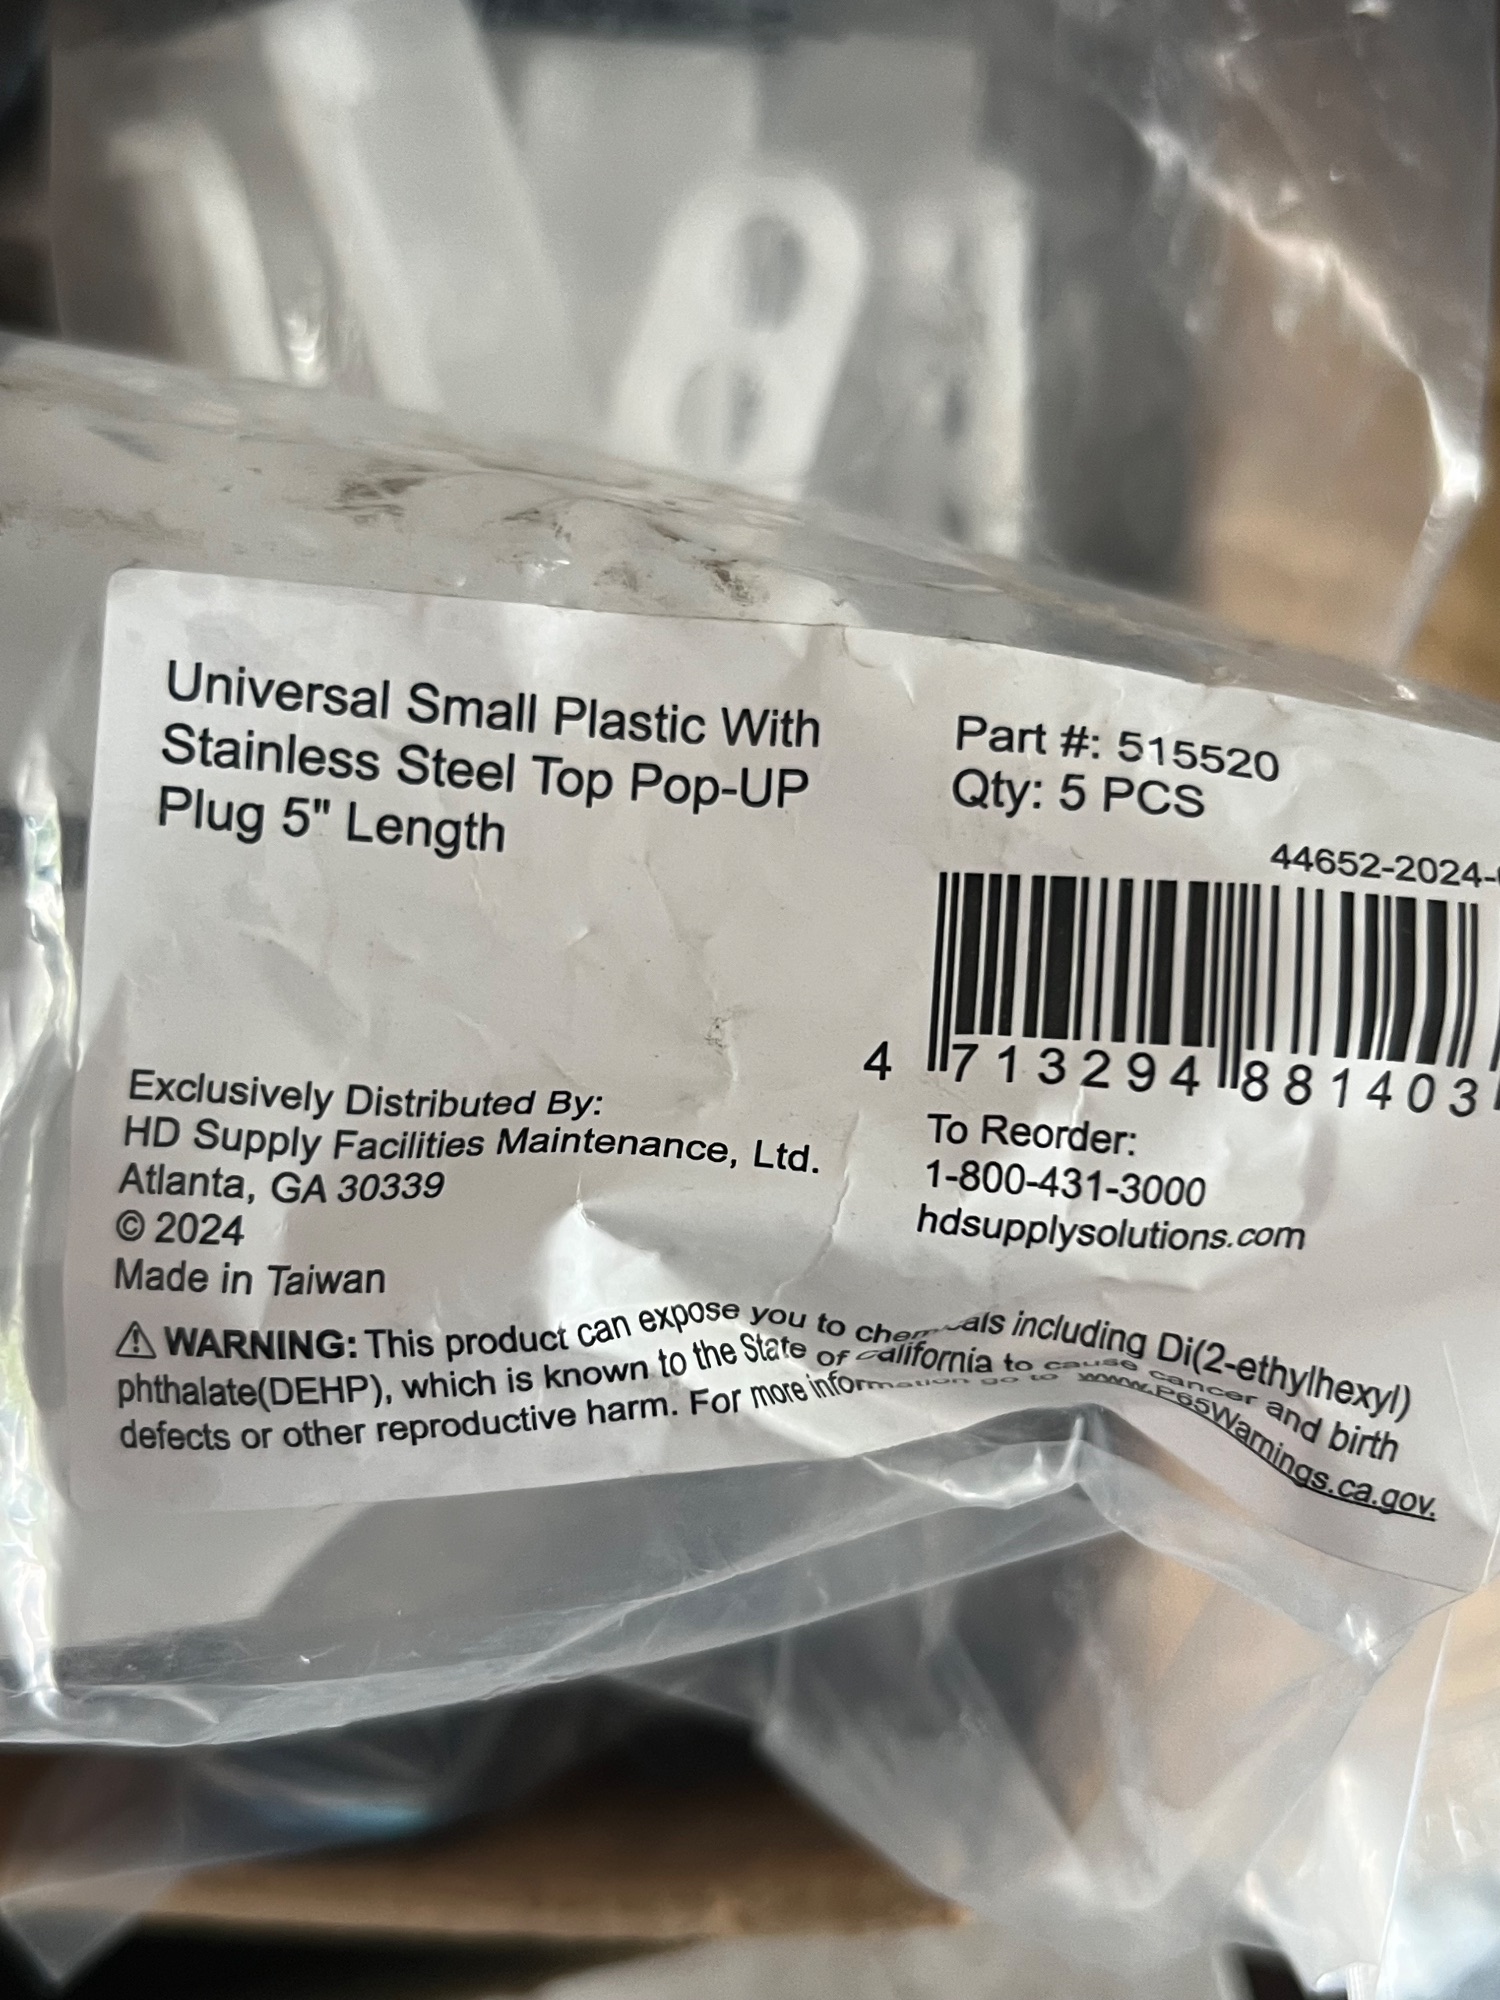 Universal Small Plastic With
Stainless Steel Top Pop-UP
Plug 5" Length
Part #: 515520
Qty: 5 PCS
44652-2024-
4 713294 881403
To Reorder:
1-800-431-3000
hdsupplysolutions.com
Exclusively Distributed By:
HD Supply Facilities Maintenance, Ltd.
Atlanta, GA 30339
© 2024
Made in Taiwan
⚠ WARNING: This product can expose you to chemicals including Di(2-ethylhexyl)
phthalate(DEHP), which is known to the State of California to cause cancer and birth
defects or other reproductive harm. For more information go to www.P65Warnings.ca.gov.